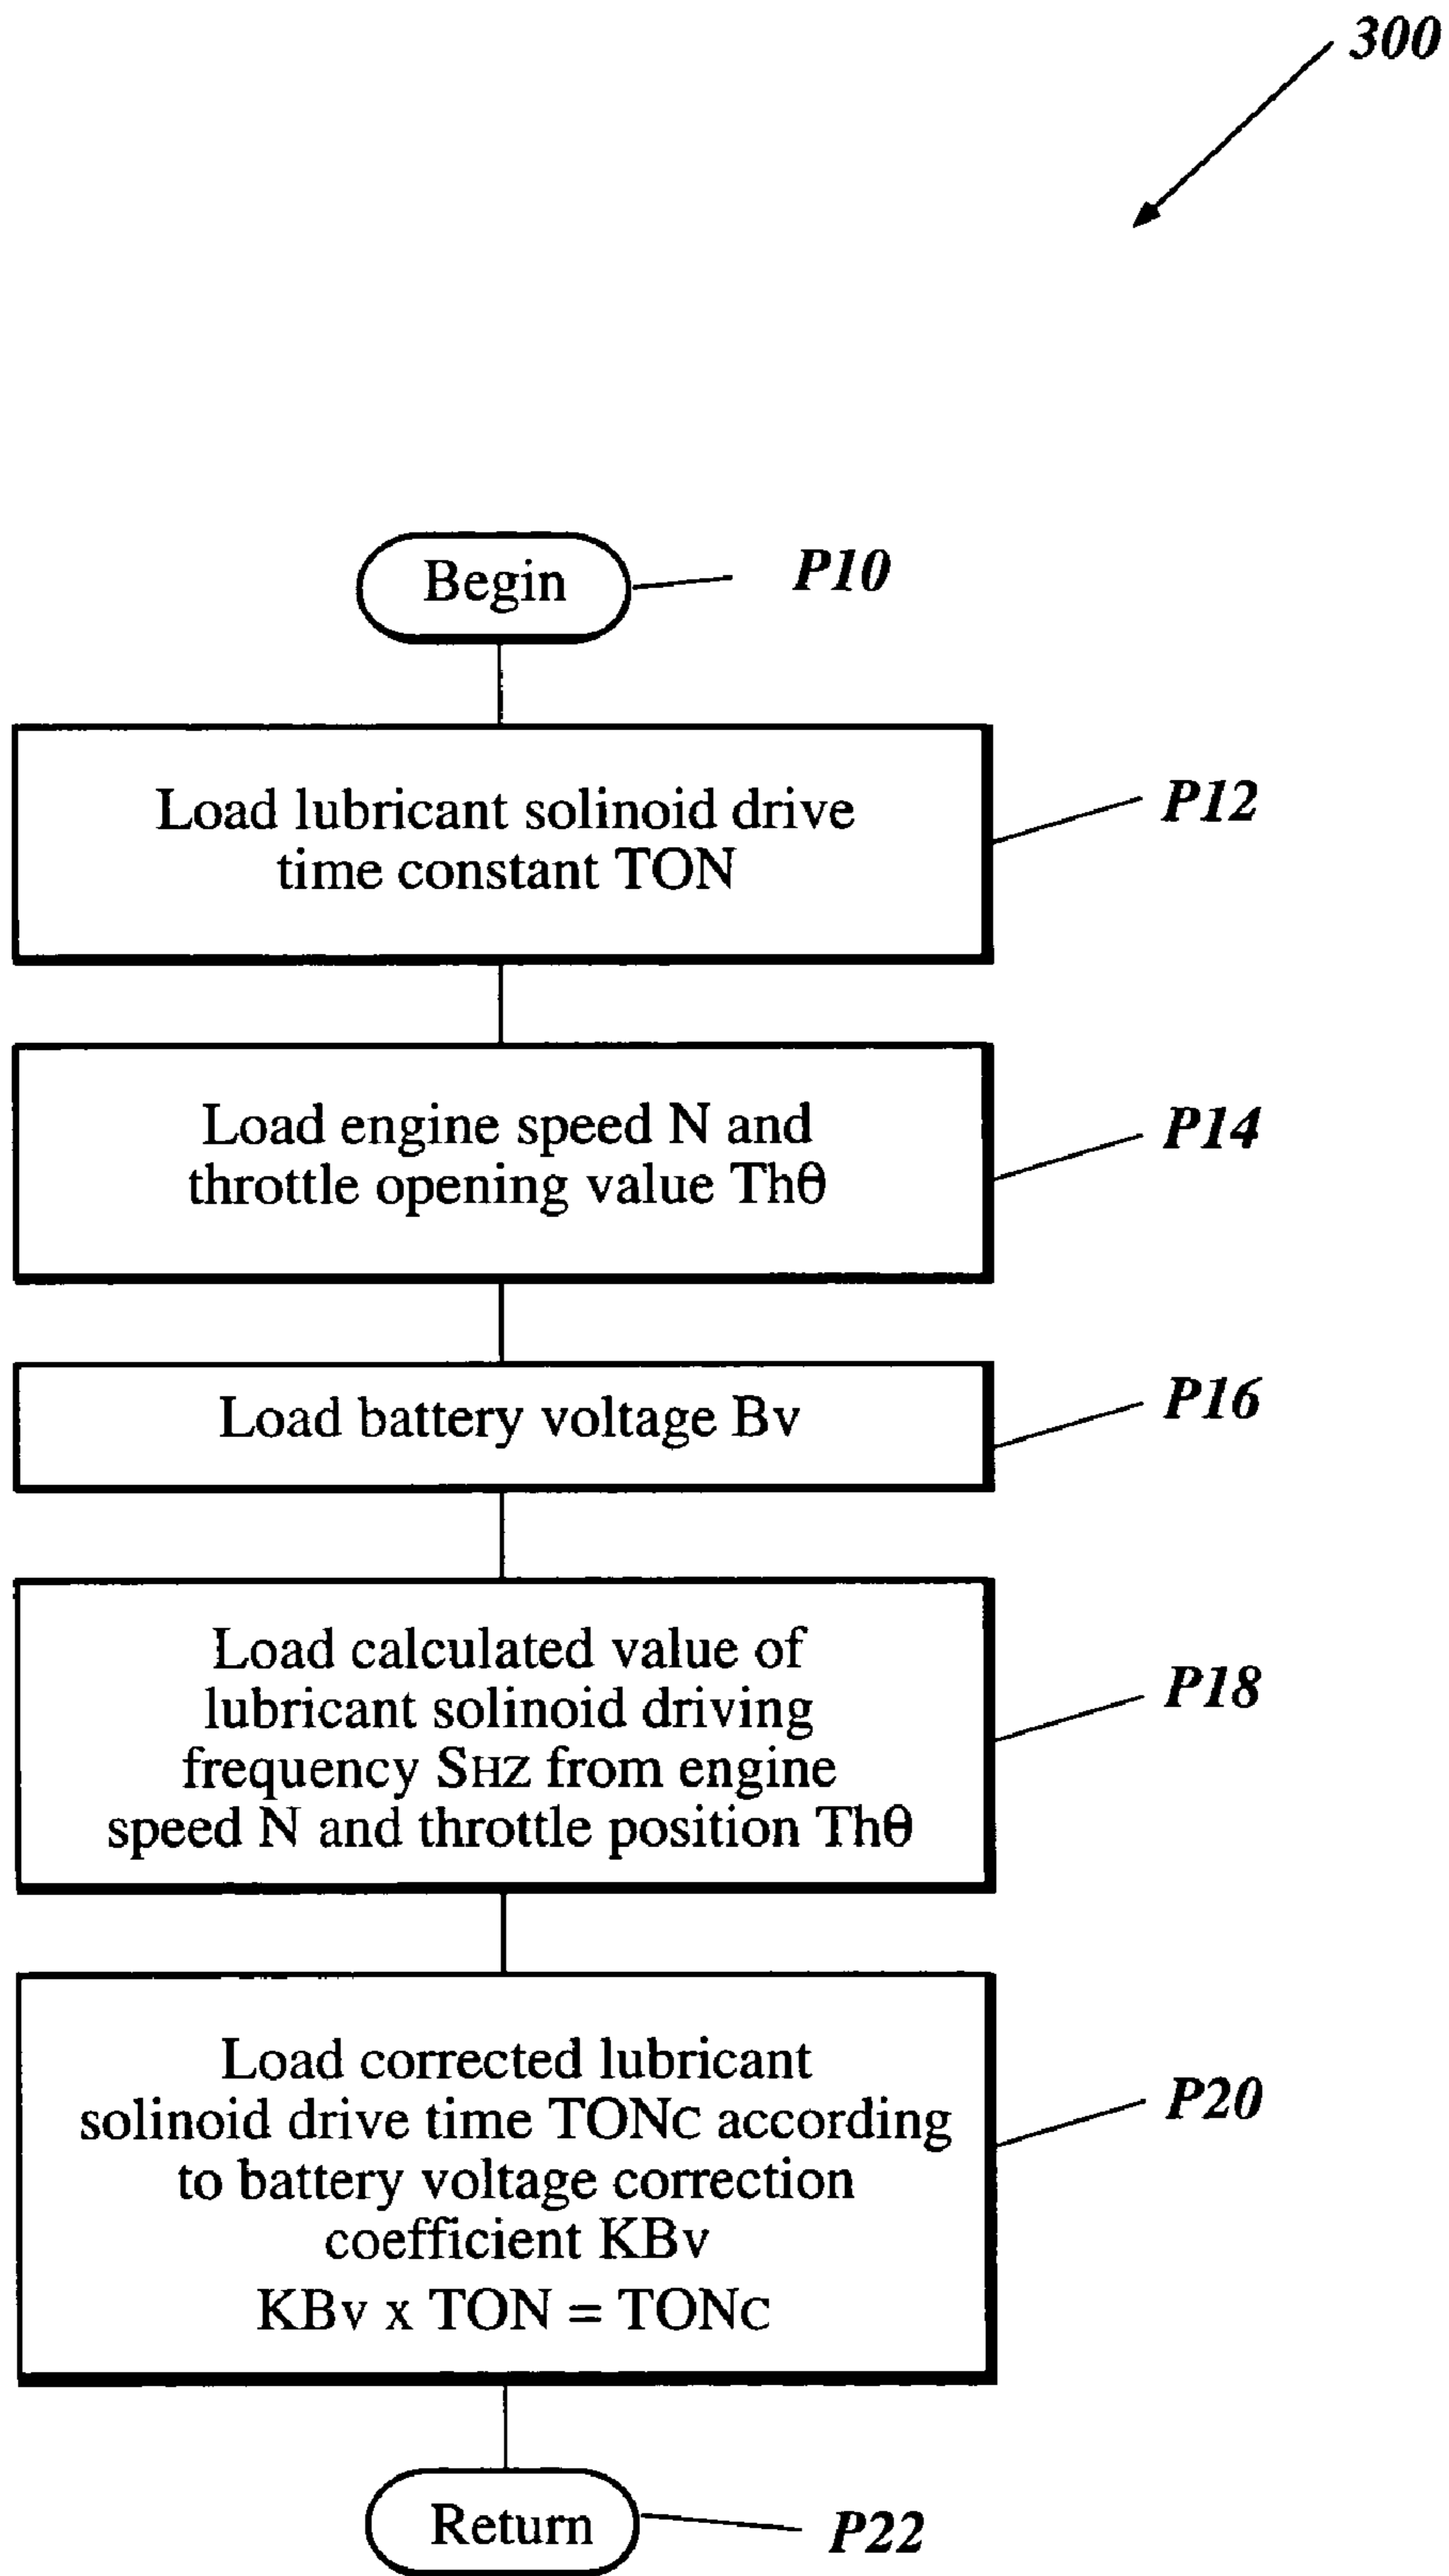 300
Begin
P10
Load lubricant solinoid drive
time constant TON
P12
Load engine speed N and
throttle opening value Thθ
P14
Load battery voltage Bv
P16
Load calculated value of
lubricant solinoid driving
frequency SHZ from engine
speed N and throttle position Thθ
P18
Load corrected lubricant
solinoid drive time TONC according
to battery voltage correction
coefficient KBv
KBv x TON = TONC
P20
Return
P22